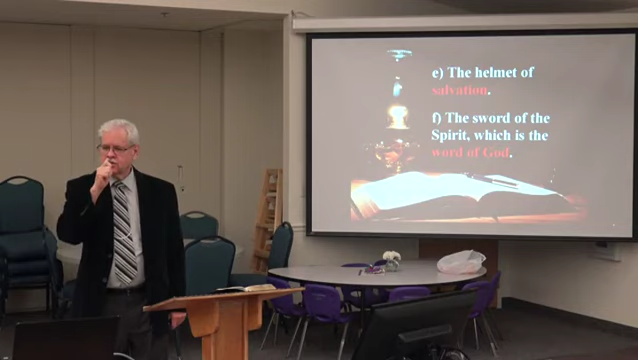 e) The helmet of
salvation.
f) The sword of the
Spirit, which is the
word of God.